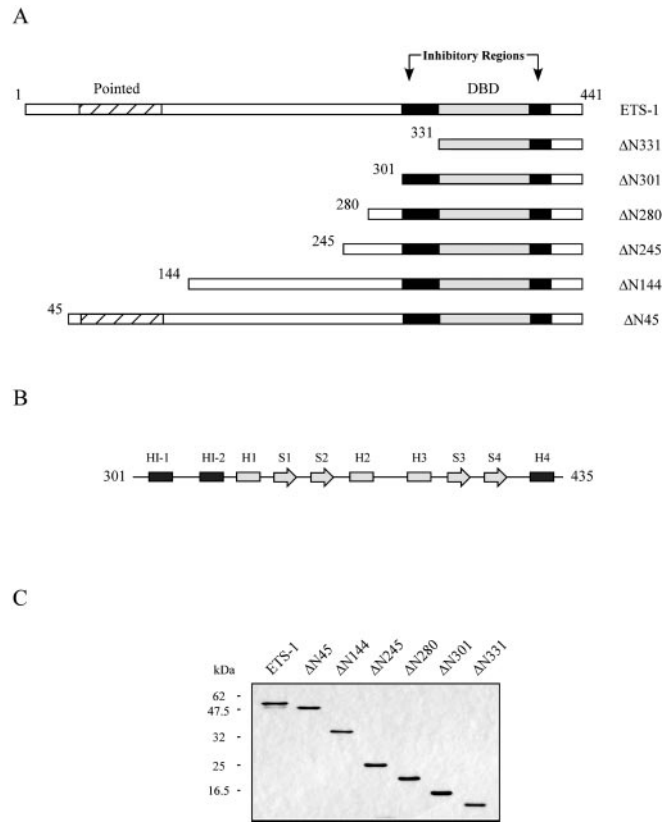 A
Inhibitory Regions
1
Pointed
DBD
441
ETS-1
331
ΔN331
301
ΔN301
280
ΔN280
245
ΔN245
144
ΔN144
45
ΔN45
B
HI-1 HI-2 H1 S1 S2 H2 H3 S3 S4 H4
301
435
C
ETS-1 ΔN45 ΔN144 ΔN245 ΔN280 ΔN301 ΔN331
kDa
62 -
47.5 -
32 -
25 -
16.5 -